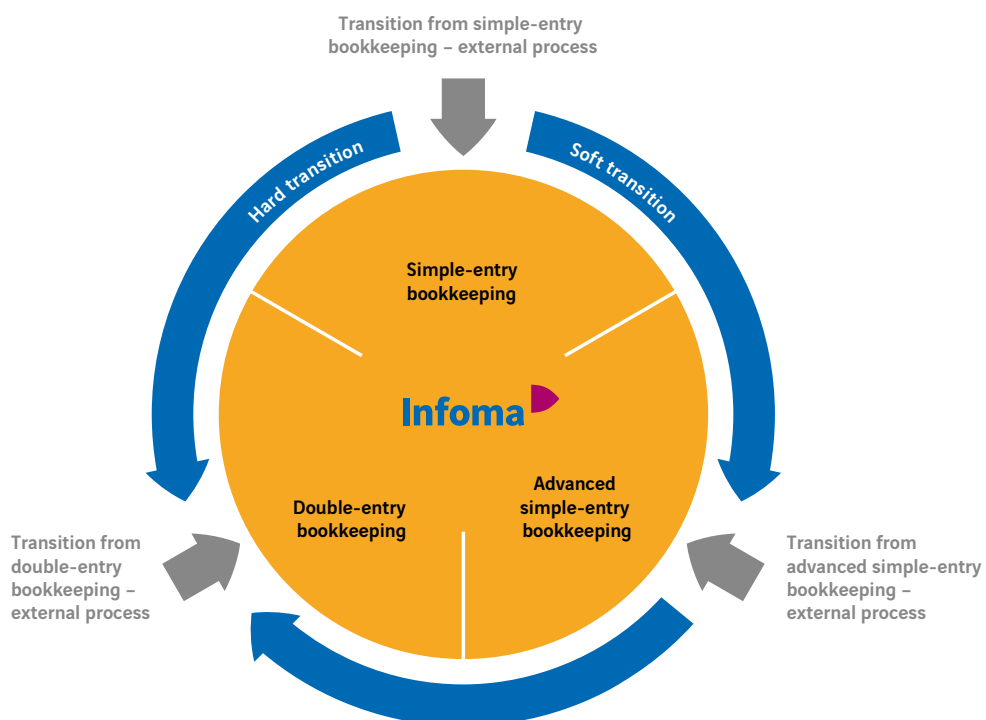 Transition from simple-entry
bookkeeping – external process
Hard transition
Soft transition
Simple-entry
bookkeeping
Infoma
Double-entry
bookkeeping
Advanced
simple-entry
bookkeeping
Transition from
double-entry
bookkeeping –
external process
Transition from
advanced simple-entry
bookkeeping –
external process